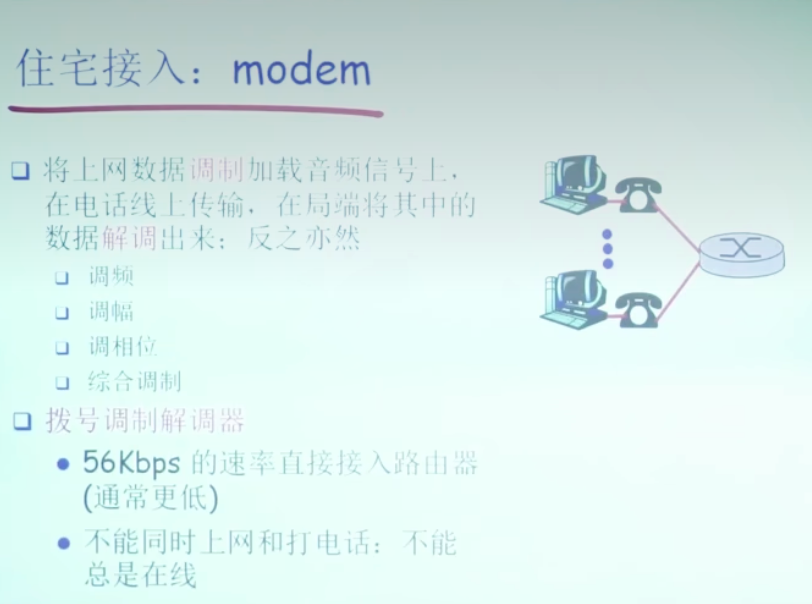 住宅接入：modem
将上网数据调制加载音频信号上，
在电话线上传输，在局端将其中的
数据解调出来；反之亦然
调频
调幅
调相位
综合调制
拨号调制解调器
56Kbps 的速率直接接入路由器
(通常更低)
不能同时上网和打电话：不能
总是在线